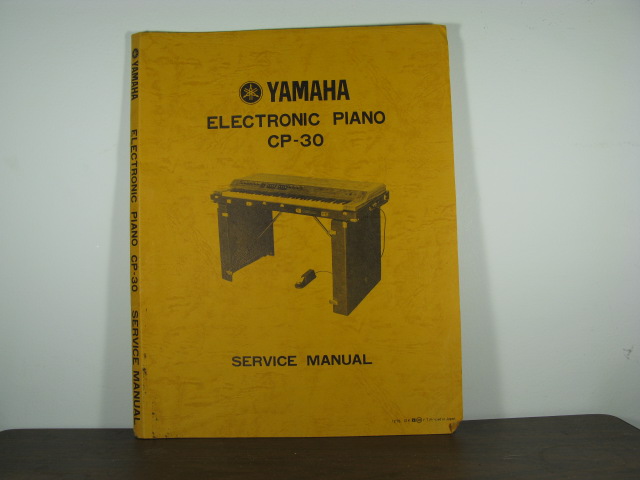 YAMAHA
ELECTRONIC PIANO
CP-30
SERVICE MANUAL
YAMAHA ELECTRONIC PIANO CP-30 SERVICE MANUAL